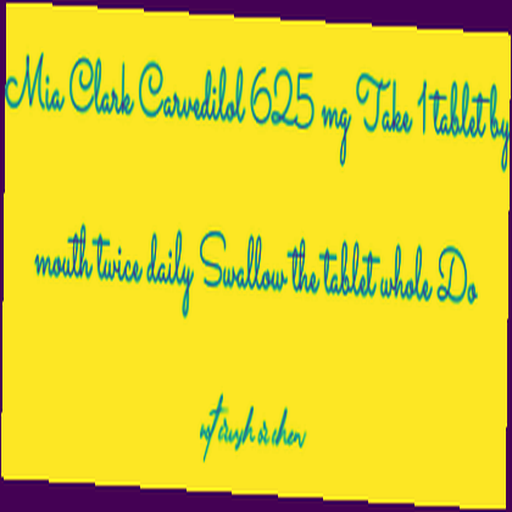 Mia Clark Carvedilol 625 mg Take 1 tablet by
mouth twice daily Swallow the tablet whole Do